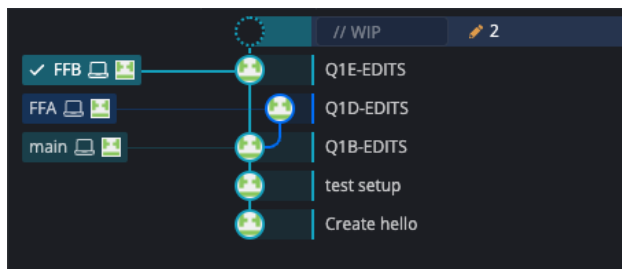 // WIP 2
FFB Q1E-EDITS
FFA Q1D-EDITS
main Q1B-EDITS
test setup
Create hello